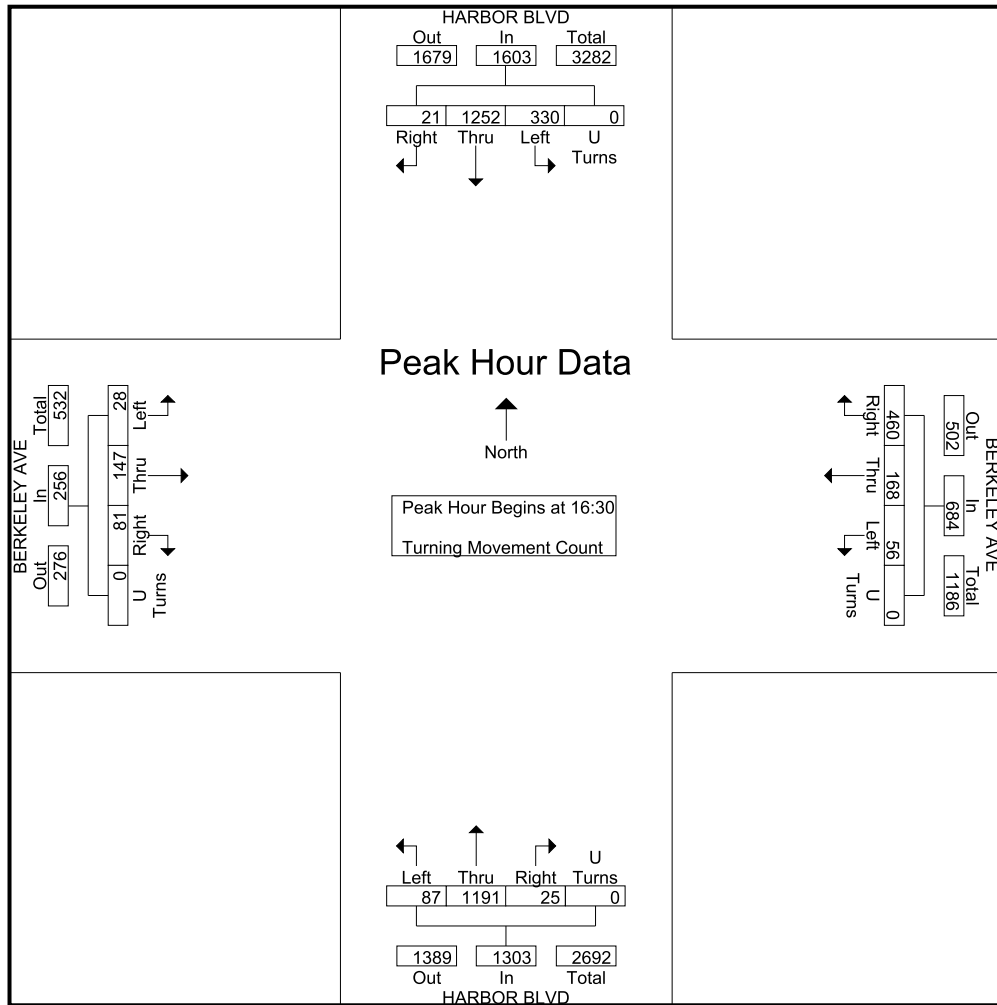 HARBOR BLVD
Out In Total
1679 1603 3282
21 1252 330 0
Right Thru Left U Turns
Peak Hour Data
North
Peak Hour Begins at 16:30
Turning Movement Count
BERKELEY AVE
Total In Out
532 256 276
28 147 81 0
Left Thru Right U Turns
BERKELEY AVE
Out In Total
502 684 1186
460 168 56 0
Right Thru Left U Turns
Left Thru Right U Turns
87 1191 25 0
1389 1303 2692
Out In Total
HARBOR BLVD